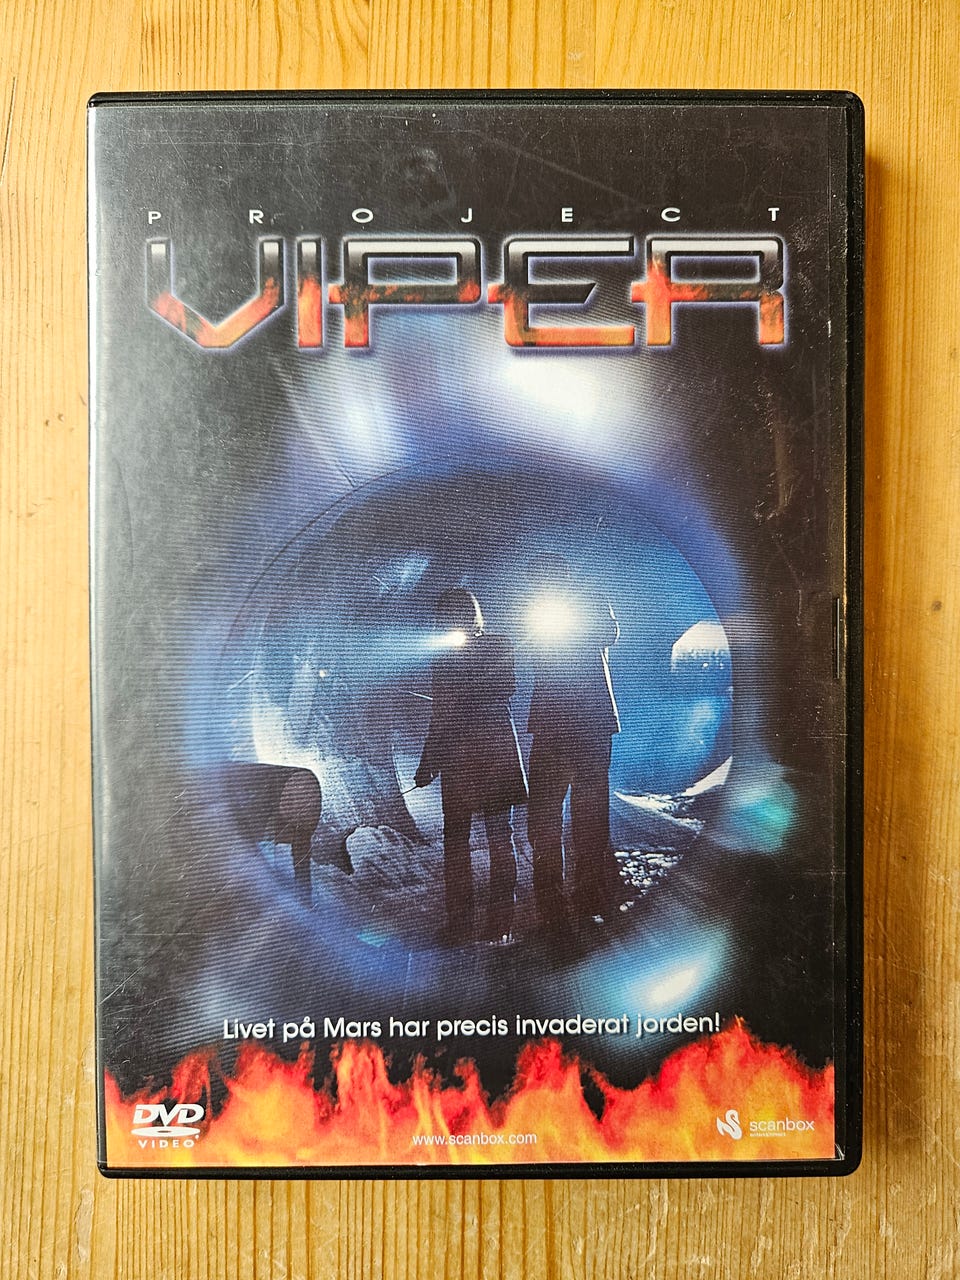 PROJECT
VIPER
Livet på Mars har precis invaderat jorden!
DVD
VIDEO
www.scanbox.com
scanbox